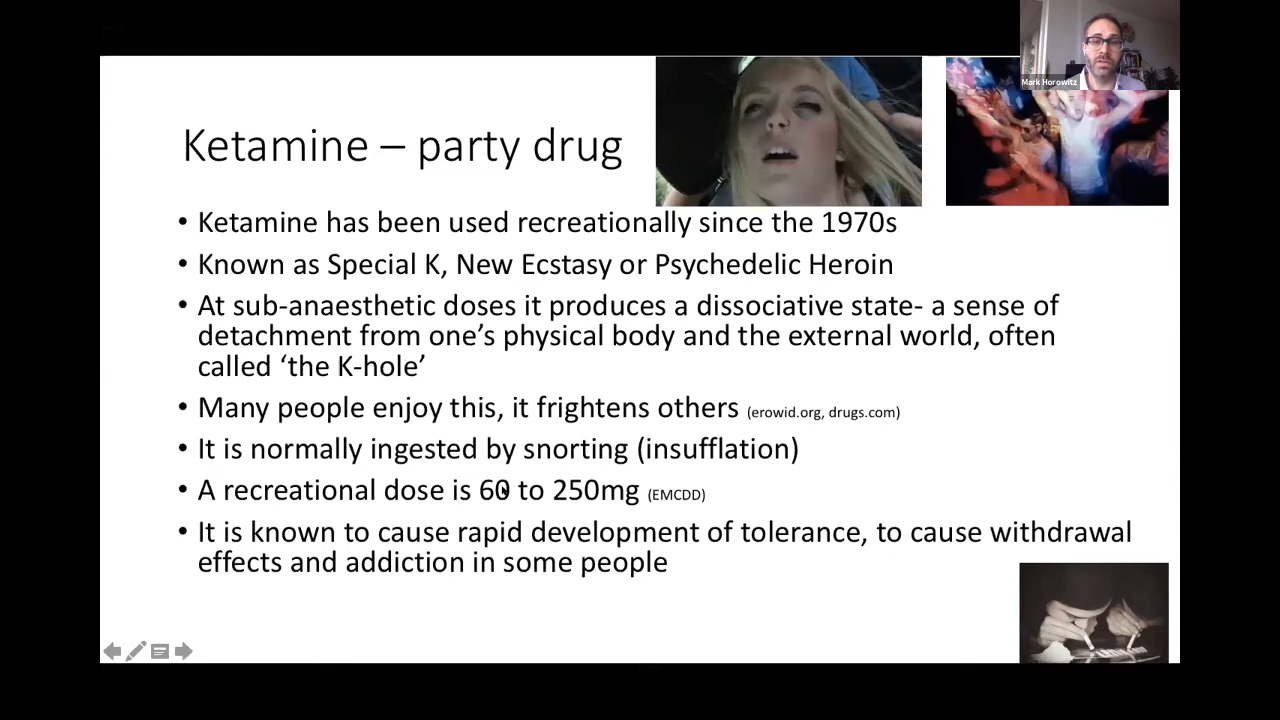 Mark Horowitz
Ketamine – party drug
• Ketamine has been used recreationally since the 1970s
• Known as Special K, New Ecstasy or Psychedelic Heroin
• At sub-anaesthetic doses it produces a dissociative state- a sense of
detachment from one’s physical body and the external world, often
called ‘the K-hole’
• Many people enjoy this, it frightens others (erowid.org, drugs.com)
• It is normally ingested by snorting (insufflation)
• A recreational dose is 60 to 250mg (EMCDD)
• It is known to cause rapid development of tolerance, to cause withdrawal
effects and addiction in some people